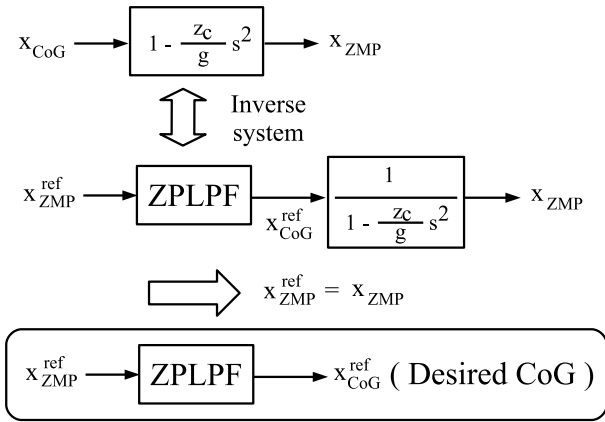 x_CoG 1 - z_c/g s^2 x_ZMP
Inverse
system
x_ZMP^ref ZPLPF x_CoG^ref 1/(1 - z_c/g s^2) x_ZMP
x_ZMP^ref = x_ZMP
x_ZMP^ref ZPLPF x_CoG^ref ( Desired CoG )